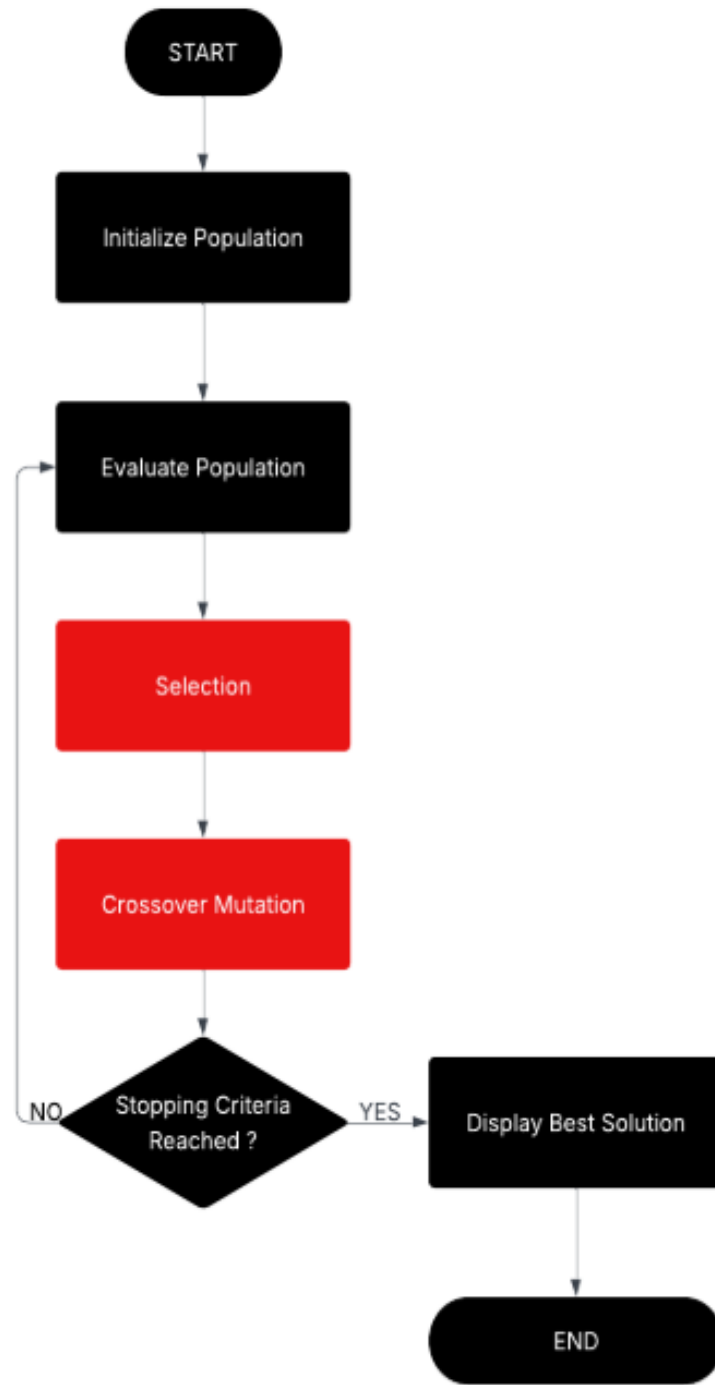 START
Initialize Population
Evaluate Population
Selection
Crossover Mutation
Stopping Criteria
Reached ?
NO
YES
Display Best Solution
END